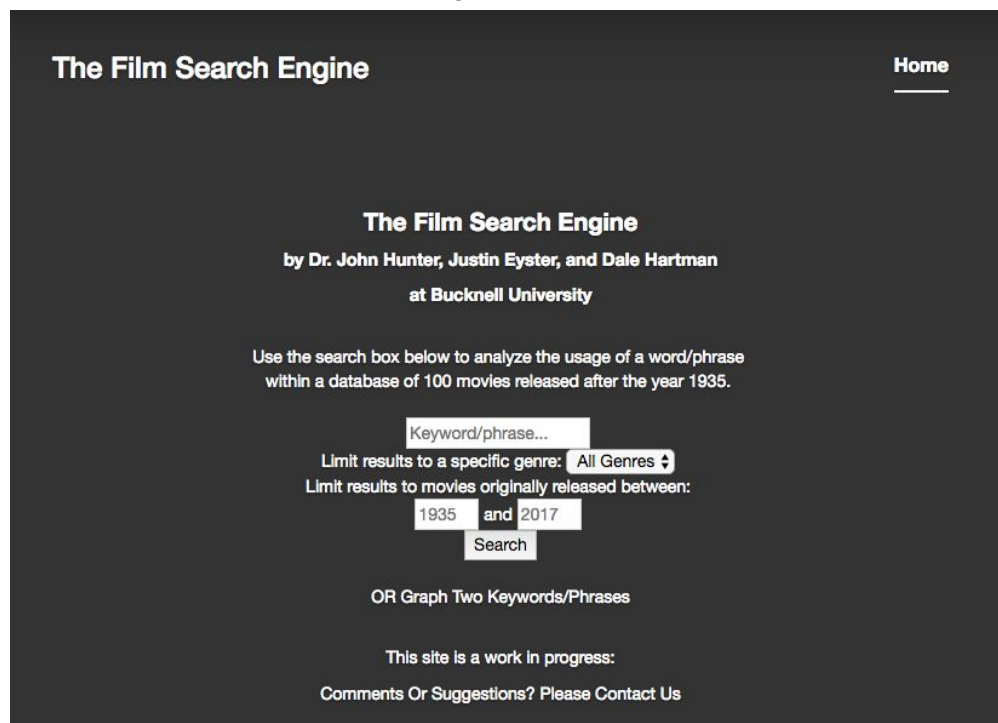 The Film Search Engine
Home
The Film Search Engine
by Dr. John Hunter, Justin Eyster, and Dale Hartman
at Bucknell University
Use the search box below to analyze the usage of a word/phrase
within a database of 100 movies released after the year 1935.
Keyword/phrase...
Limit results to a specific genre: All Genres
Limit results to movies originally released between:
1935 and 2017
Search
OR Graph Two Keywords/Phrases
This site is a work in progress:
Comments Or Suggestions? Please Contact Us